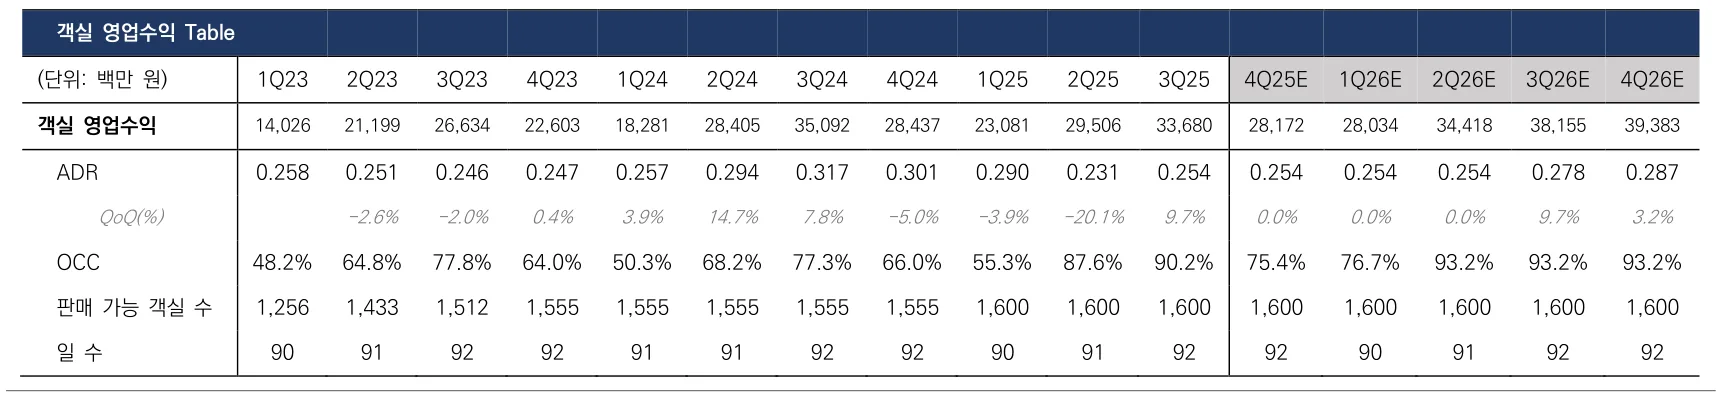 객실 영업수익 Table
(단위: 백만 원) 1Q23 2Q23 3Q23 4Q23 1Q24 2Q24 3Q24 4Q24 1Q25 2Q25 3Q25 4Q25E 1Q26E 2Q26E 3Q26E 4Q26E
객실 영업수익 14,026 21,199 26,634 22,603 18,281 28,405 35,092 28,437 23,081 29,506 33,680 28,172 28,034 34,418 38,155 39,383
ADR 0.258 0.251 0.246 0.247 0.257 0.294 0.317 0.301 0.290 0.231 0.254 0.254 0.254 0.254 0.278 0.287
QoQ(%) -2.6% -2.0% 0.4% 3.9% 14.7% 7.8% -5.0% -3.9% -20.1% 9.7% 0.0% 0.0% 0.0% 9.7% 3.2%
OCC 48.2% 64.8% 77.8% 64.0% 50.3% 68.2% 77.3% 66.0% 55.3% 87.6% 90.2% 75.4% 76.7% 93.2% 93.2% 93.2%
판매 가능 객실 수 1,256 1,433 1,512 1,555 1,555 1,555 1,555 1,555 1,600 1,600 1,600 1,600 1,600 1,600 1,600 1,600
일 수 90 91 92 92 91 91 92 92 90 91 92 92 90 91 92 92